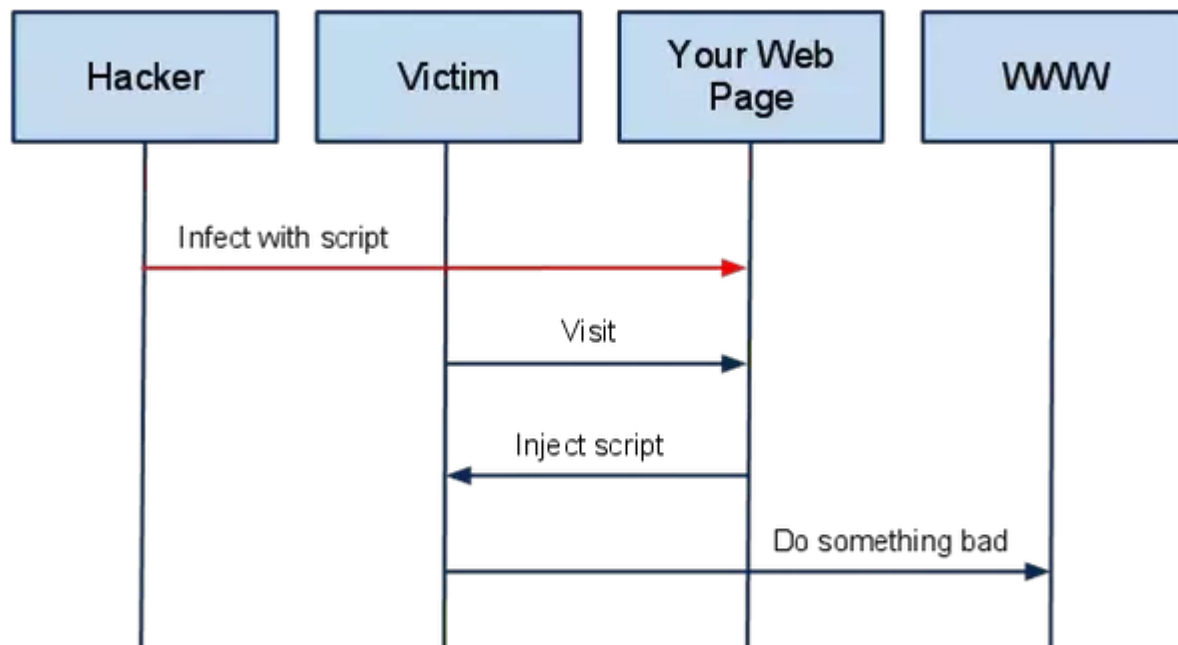 Hacker
Victim
Your Web
Page
WWW
Infect with script
Visit
Inject script
Do something bad